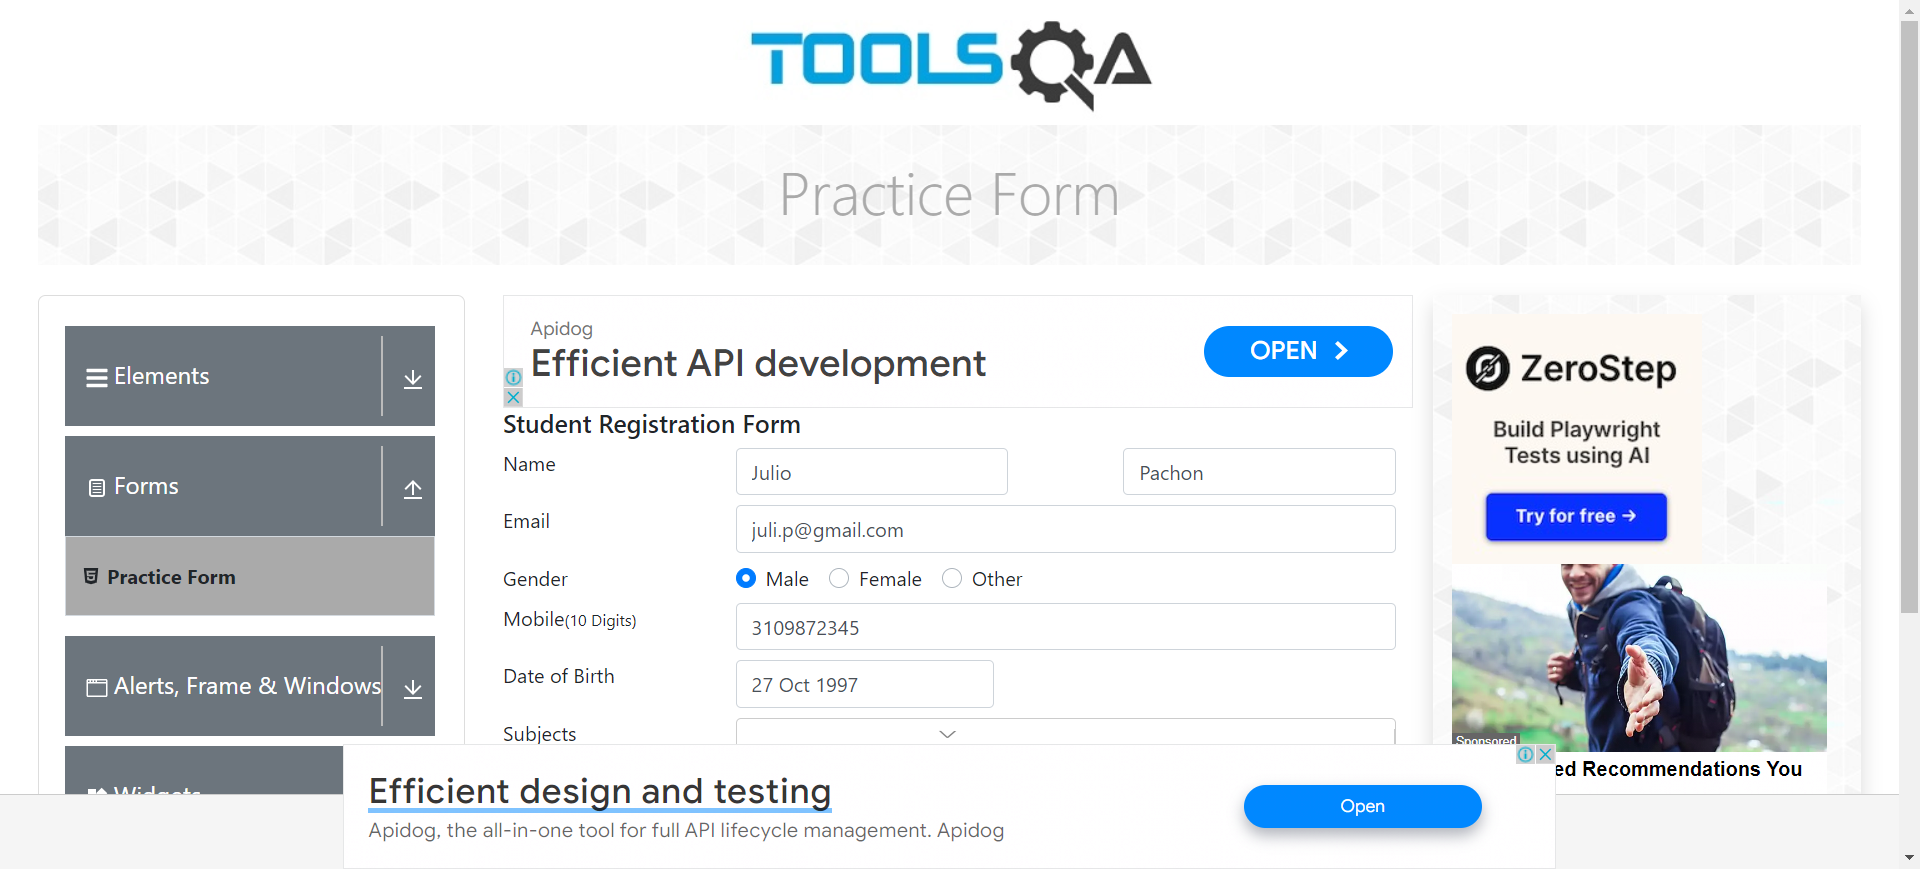 TOOLSQA
Practice Form
Elements
Forms
Practice Form
Alerts, Frame & Windows
Widgets
Apidog
Efficient API development
OPEN
Student Registration Form
Name
Julio
Pachon
Email
juli.p@gmail.com
Gender
Male
Female
Other
Mobile(10 Digits)
3109872345
Date of Birth
27 Oct 1997
Subjects
ZeroStep
Build Playwright
Tests using AI
Try for free →
Sponsored
ed Recommendations You
Efficient design and testing
Apidog, the all-in-one tool for full API lifecycle management. Apidog
Open